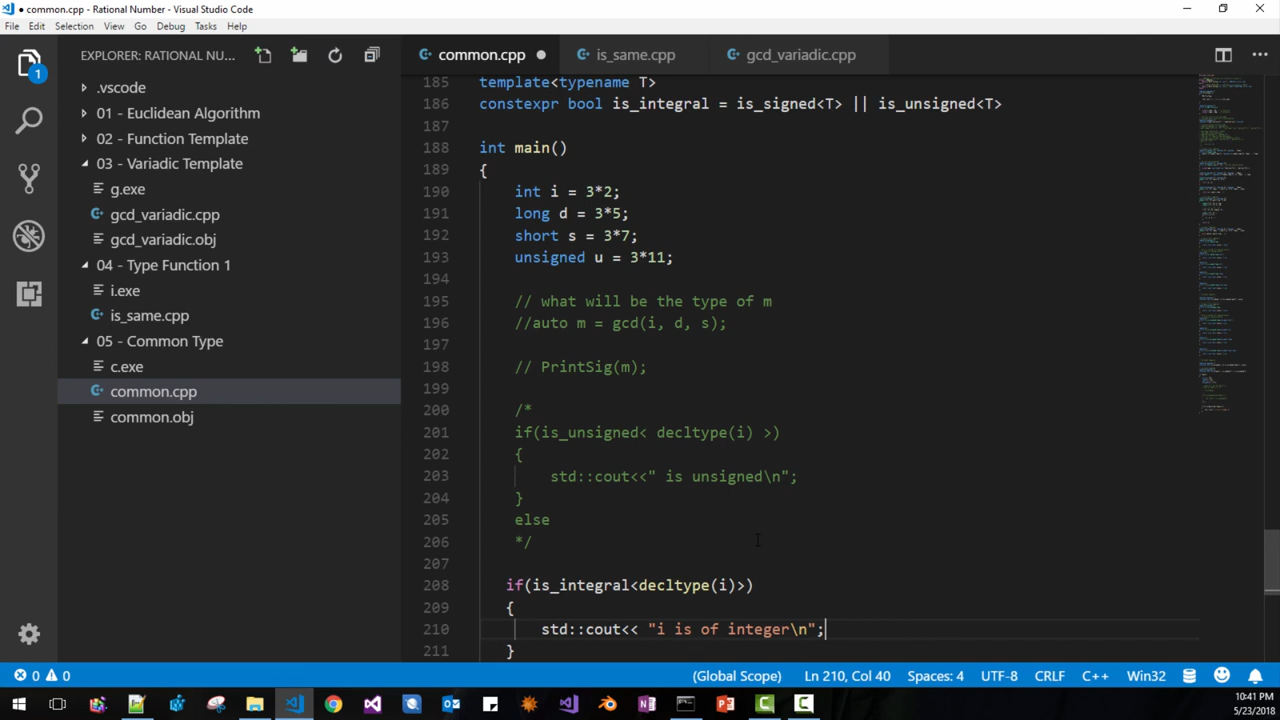 ● common.cpp - Rational Number - Visual Studio Code
File Edit Selection View Go Debug Tasks Help
EXPLORER: RATIONAL NU...
common.cpp ●
is_same.cpp
gcd_variadic.cpp
1
.vscode
01 - Euclidean Algorithm
02 - Function Template
03 - Variadic Template
g.exe
gcd_variadic.cpp
gcd_variadic.obj
04 - Type Function 1
i.exe
is_same.cpp
05 - Common Type
c.exe
common.cpp
common.obj
185 template<typename T>
186 constexpr bool is_integral = is_signed<T> || is_unsigned<T>
187
188 int main()
189 {
190 int i = 3*2;
191 long d = 3*5;
192 short s = 3*7;
193 unsigned u = 3*11;
194
195 // what will be the type of m
196 //auto m = gcd(i, d, s);
197
198 // PrintSig(m);
199
200 /*
201 if(is_unsigned< decltype(i) >)
202 {
203 std::cout<<" is unsigned\n";
204 }
205 else
206 */
207
208 if(is_integral<decltype(i)>)
209 {
210 std::cout<< "i is of integer\n";
211 }
0 0
(Global Scope) Ln 210, Col 40 Spaces: 4 UTF-8 CRLF C++ Win32
10:41 PM
5/23/2018